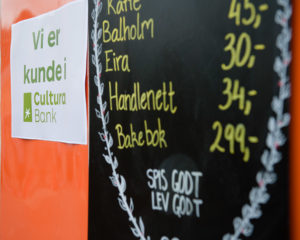 Vi er
kunde i
Cultura
Bank
Kaffe 45,-
Balholm
Eira 30,-
Handlenett 34,-
Bakebok 299,-
SPIS GODT
LEV GODT